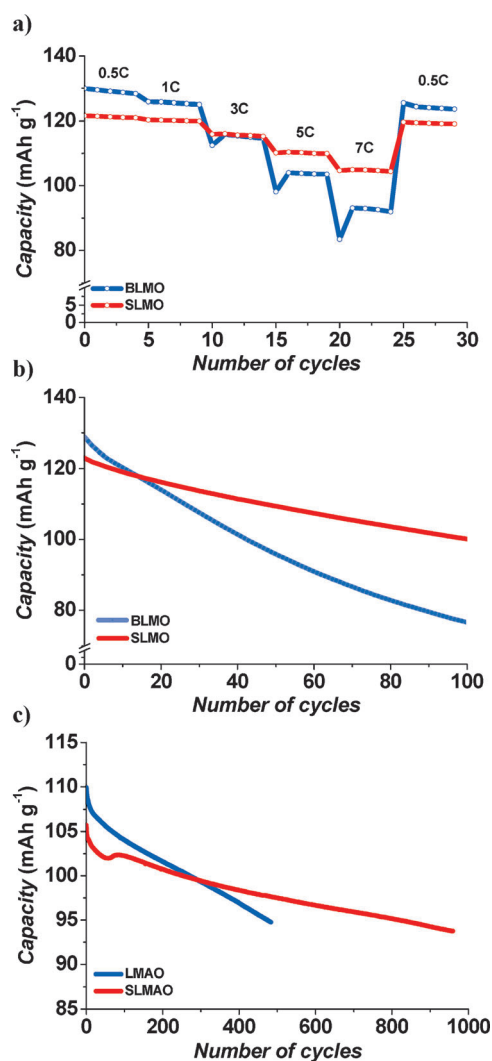 a)
140
120
100
80
5
0
0.5C
1C
3C
5C
7C
0.5C
BLMO
SLMO
0 5 10 15 20 25 30
Number of cycles
Capacity (mAh g⁻¹)
b)
140
120
100
80
0
BLMO
SLMO
0 20 40 60 80 100
Number of cycles
Capacity (mAh g⁻¹)
c)
115
110
105
100
95
90
85
LMAO
SLMAO
0 200 400 600 800 1000
Number of cycles
Capacity (mAh g⁻¹)